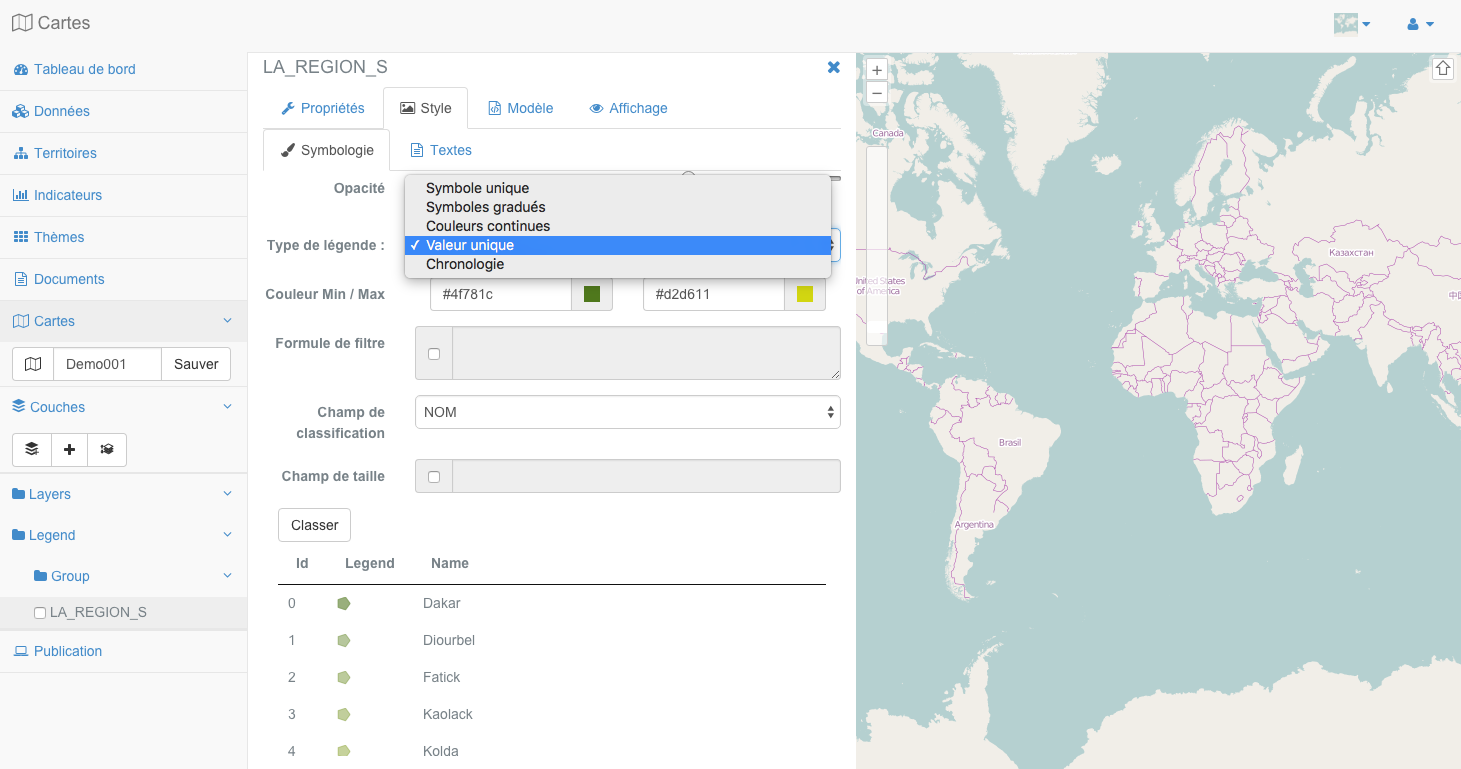 Cartes
Tableau de bord
Données
Territoires
Indicateurs
Thèmes
Documents
Cartes
Demo001
Sauver
Couches
Layers
Legend
Group
LA_REGION_S
Publication
LA_REGION_S
Propriétés
Style
Modèle
Affichage
Symbologie
Textes
Opacité
Symbole unique
Symboles gradués
Couleurs continues
Type de légende :
✓ Valeur unique
Chronologie
Couleur Min / Max
#4f781c
#d2d611
Formule de filtre
Champ de
classification
NOM
Champ de taille
Classer
Id Legend Name
0 Dakar
1 Diourbel
2 Fatick
3 Kaolack
4 Kolda
+
−
Canada
United States
of America
Казахстан
中国
Brasil
Argentina